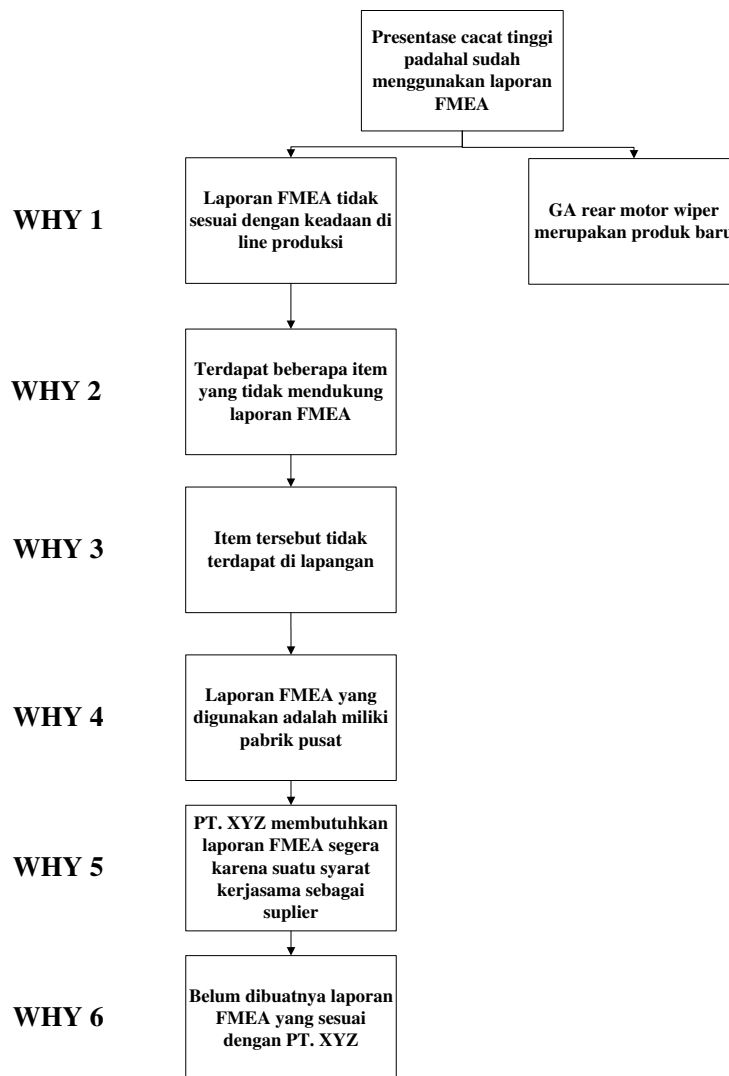 Presentase cacat tinggi
padahal sudah
menggunakan laporan
FMEA
WHY 1
Laporan FMEA tidak
sesuai dengan keadaan di
line produksi
GA rear motor wiper
merupakan produk baru
WHY 2
Terdapat beberapa item
yang tidak mendukung
laporan FMEA
WHY 3
Item tersebut tidak
terdapat di lapangan
WHY 4
Laporan FMEA yang
digunakan adalah miliki
pabrik pusat
WHY 5
PT. XYZ membutuhkan
laporan FMEA segera
karena suatu syarat
kerjasama sebagai
suplier
WHY 6
Belum dibuatnya laporan
FMEA yang sesuai
dengan PT. XYZ